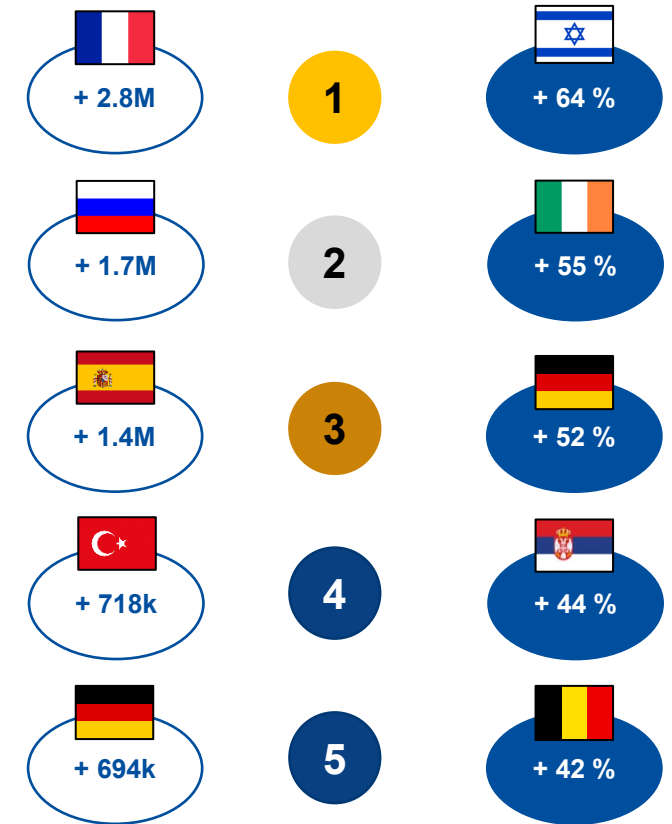 + 2.8M
1
+ 64 %
+ 1.7M
2
+ 55 %
+ 1.4M
3
+ 52 %
+ 718k
4
+ 44 %
+ 694k
5
+ 42 %